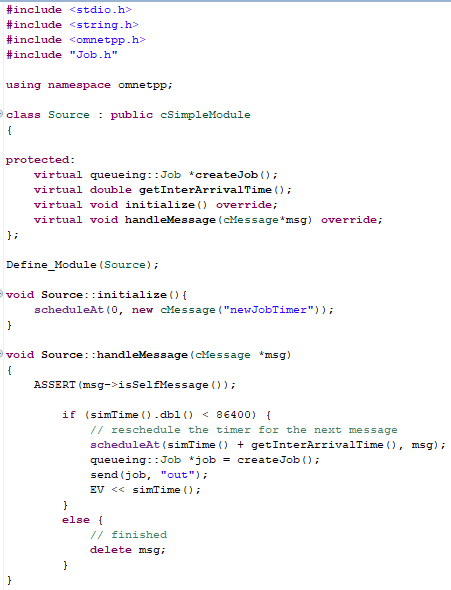 #include <stdio.h>
#include <string.h>
#include <omnetpp.h>
#include "Job.h"

using namespace omnetpp;

class Source : public cSimpleModule
{

protected:
    virtual queueing::Job *createJob();
    virtual double getInterArrivalTime();
    virtual void initialize() override;
    virtual void handleMessage(cMessage*msg) override;
};

Define_Module(Source);

void Source::initialize(){
    scheduleAt(0, new cMessage("newJobTimer"));
}

void Source::handleMessage(cMessage *msg)
{
    ASSERT(msg->isSelfMessage());

        if (simTime().dbl() < 86400) {
            // reschedule the timer for the next message
            scheduleAt(simTime() + getInterArrivalTime(), msg);
            queueing::Job *job = createJob();
            send(job, "out");
            EV << simTime();
        }
        else {
            // finished
            delete msg;
        }
}